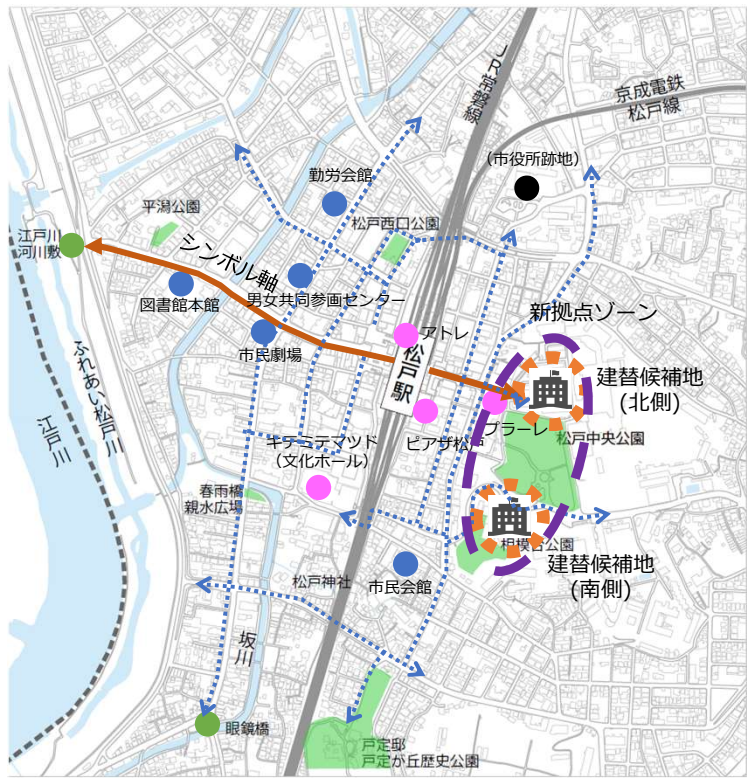 JR常磐線
京成電鉄
松戸線
(市役所跡地)
勤労会館
平潟公園
松戸西口公園
江戸川
河川敷
シンボル軸
図書館本館
男女共同参画センター
新拠点ゾーン
市民劇場
アトレ
松戸駅
建替候補地
(北側)
ふれあい松戸川
江戸川
プラーレ
キテミテマツド
(文化ホール)
ピアザ松戸
松戸中央公園
春雨橋
親水広場
相模台公園
建替候補地
(南側)
松戸神社
市民会館
坂川
眼鏡橋
戸定邸
戸定が丘歴史公園